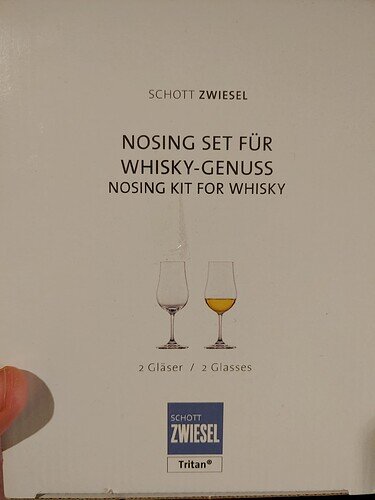 SCHOTT ZWIESEL
NOSING SET FÜR
WHISKY-GENUSS
NOSING KIT FOR WHISKY
2 Gläser / 2 Glasses
SCHOTT
ZWIESEL
Tritan®